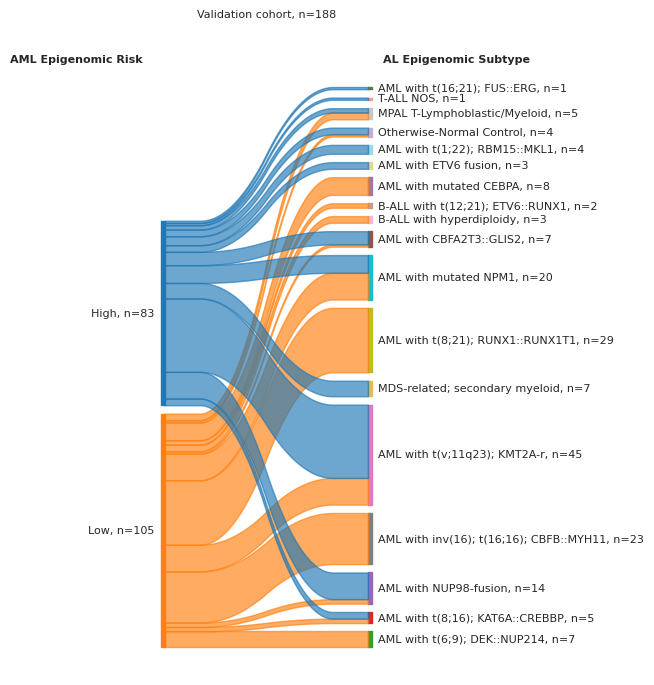 Validation cohort, n=188
AML Epigenomic Risk
AL Epigenomic Subtype
AML with t(16;21); FUS::ERG, n=1
T-ALL NOS, n=1
MPAL T-Lymphoblastic/Myeloid, n=5
Otherwise-Normal Control, n=4
AML with t(1;22); RBM15::MKL1, n=4
AML with ETV6 fusion, n=3
AML with mutated CEBPA, n=8
B-ALL with t(12;21); ETV6::RUNX1, n=2
B-ALL with hyperdiploidy, n=3
AML with CBFA2T3::GLIS2, n=7
AML with mutated NPM1, n=20
High, n=83
AML with t(8;21); RUNX1::RUNX1T1, n=29
MDS-related; secondary myeloid, n=7
AML with t(v;11q23); KMT2A-r, n=45
Low, n=105
AML with inv(16); t(16;16); CBFB::MYH11, n=23
AML with NUP98-fusion, n=14
AML with t(8;16); KAT6A::CREBBP, n=5
AML with t(6;9); DEK::NUP214, n=7